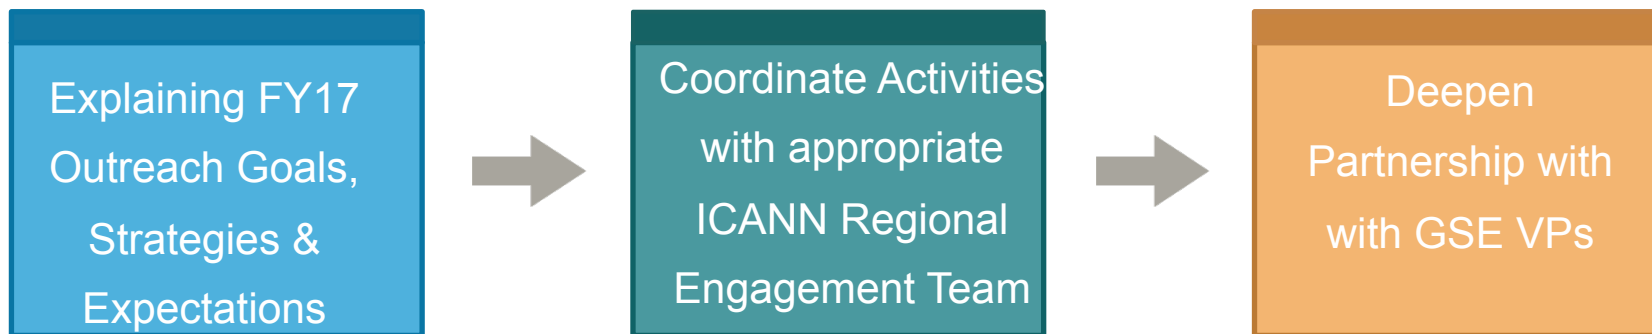 Explaining FY17
Outreach Goals,
Strategies &
Expectations
Coordinate Activities
with appropriate
ICANN Regional
Engagement Team
Deepen
Partnership with
with GSE VPs